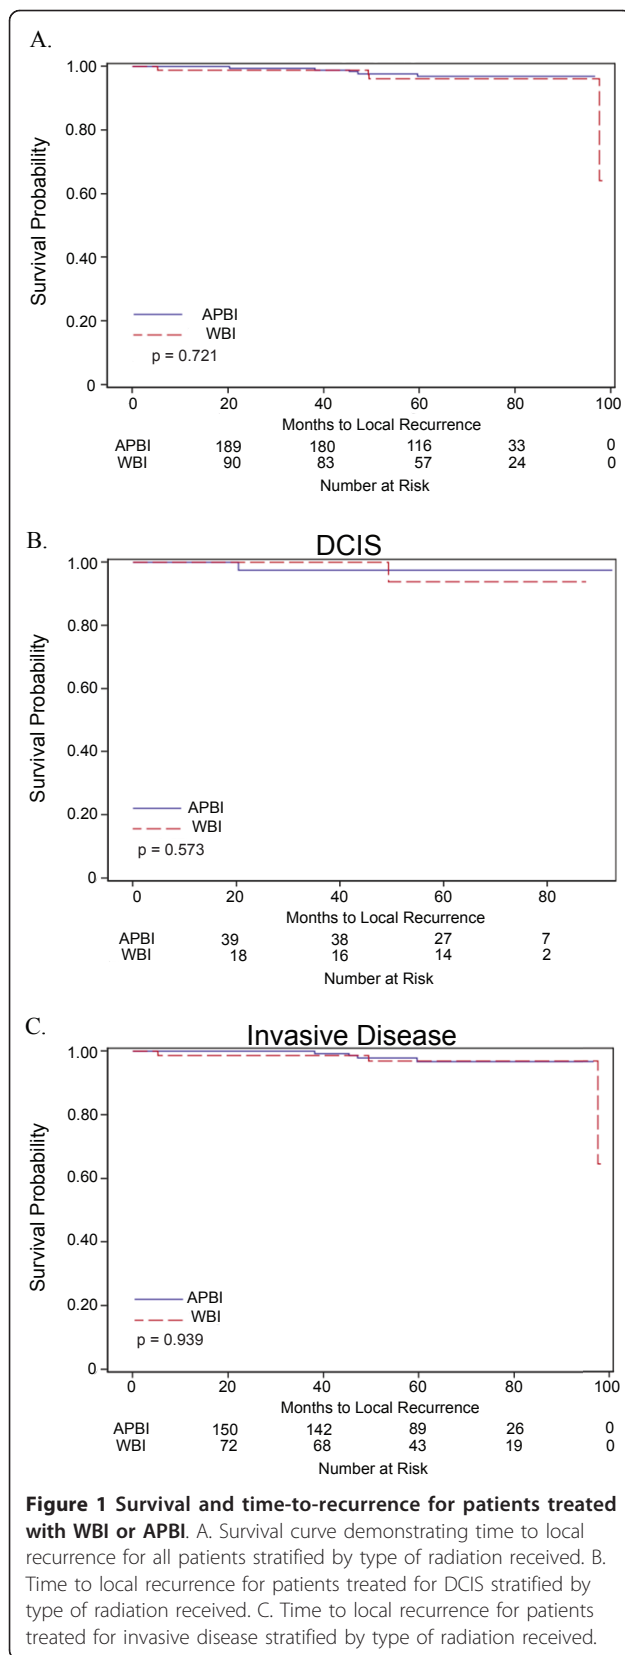 A.
1.00
0.80
0.60
0.40
0.20
0
Survival Probability
APBI
WBI
p = 0.721
0 20 40 60 80 100
Months to Local Recurrence
APBI 189 180 116 33 0
WBI 90 83 57 24 0
Number at Risk
B.
DCIS
1.00
0.80
0.60
0.40
0.20
0
Survival Probability
APBI
WBI
p = 0.573
0 20 40 60 80
Months to Local Recurrence
APBI 39 38 27 7
WBI 18 16 14 2
Number at Risk
C.
Invasive Disease
1.00
0.80
0.60
0.40
0.20
0
Survival Probability
APBI
WBI
p = 0.939
0 20 40 60 80 100
Months to Local Recurrence
APBI 150 142 89 26 0
WBI 72 68 43 19 0
Number at Risk
Figure 1 Survival and time-to-recurrence for patients treated
with WBI or APBI. A. Survival curve demonstrating time to local
recurrence for all patients stratified by type of radiation received. B.
Time to local recurrence for patients treated for DCIS stratified by
type of radiation received. C. Time to local recurrence for patients
treated for invasive disease stratified by type of radiation received.